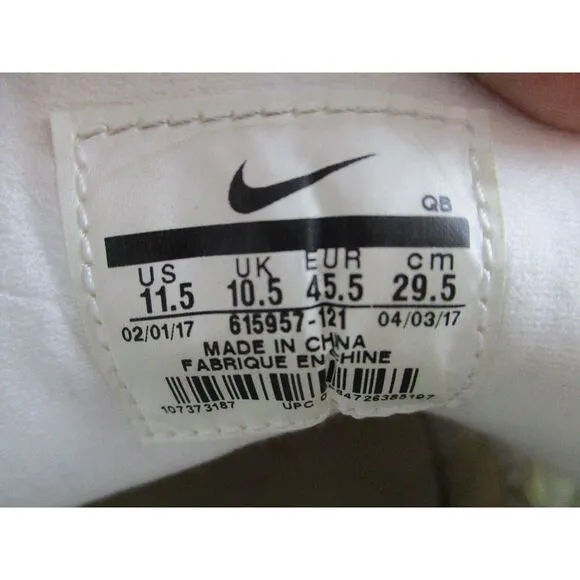 QB
US UK EUR cm
11.5 10.5 45.5 29.5
02/01/17 615957-121 04/03/17
MADE IN CHINA
FABRIQUE EN CHINE
107373187 UPC